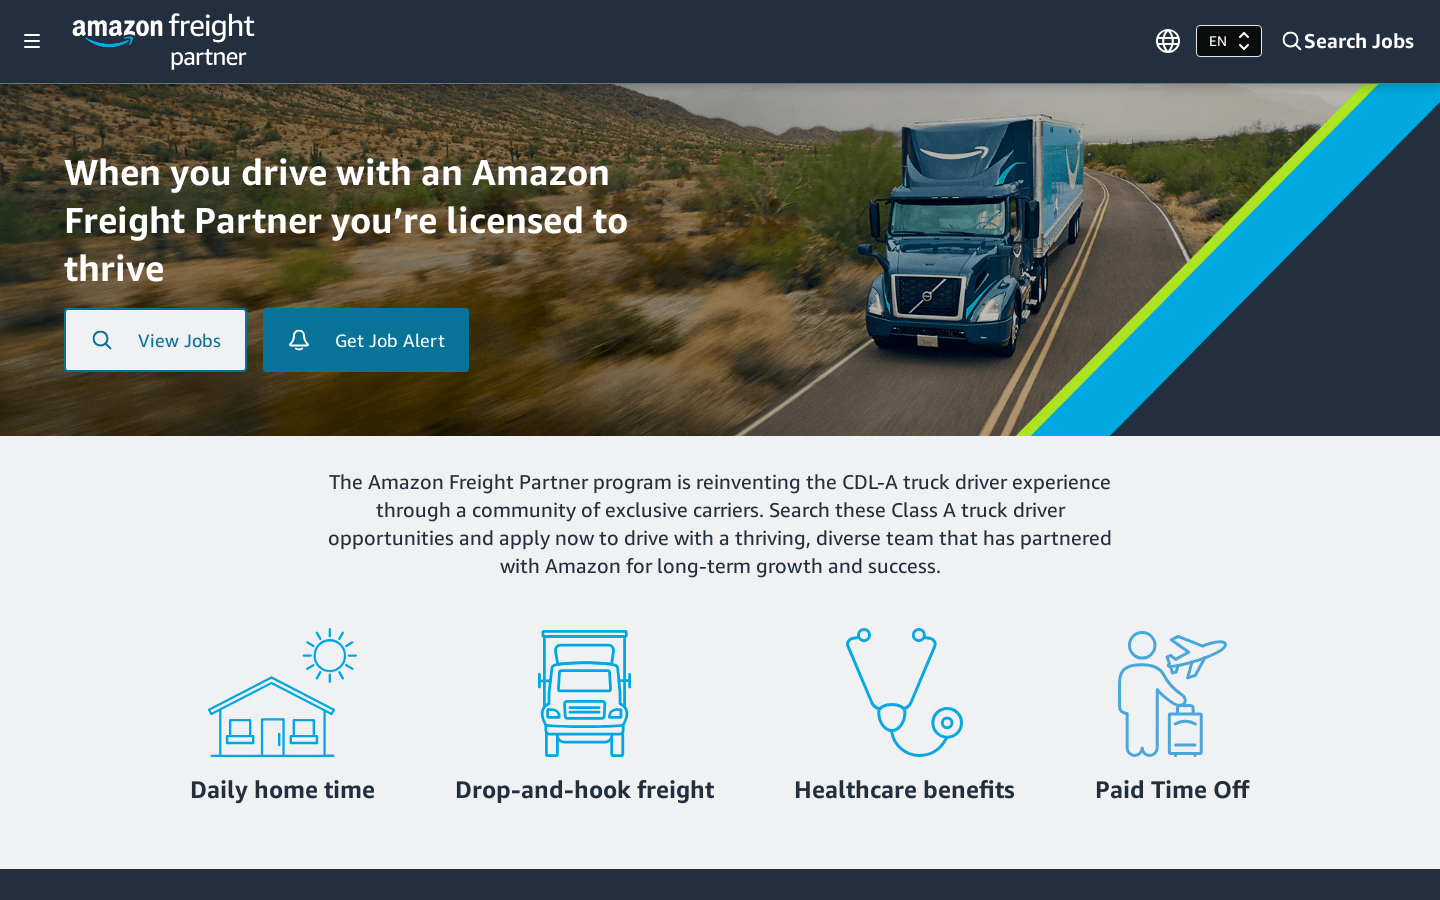 amazon freight
partner
EN
Search Jobs
When you drive with an Amazon
Freight Partner you’re licensed to
thrive
View Jobs
Get Job Alert
The Amazon Freight Partner program is reinventing the CDL-A truck driver experience
through a community of exclusive carriers. Search these Class A truck driver
opportunities and apply now to drive with a thriving, diverse team that has partnered
with Amazon for long-term growth and success.
Daily home time
Drop-and-hook freight
Healthcare benefits
Paid Time Off